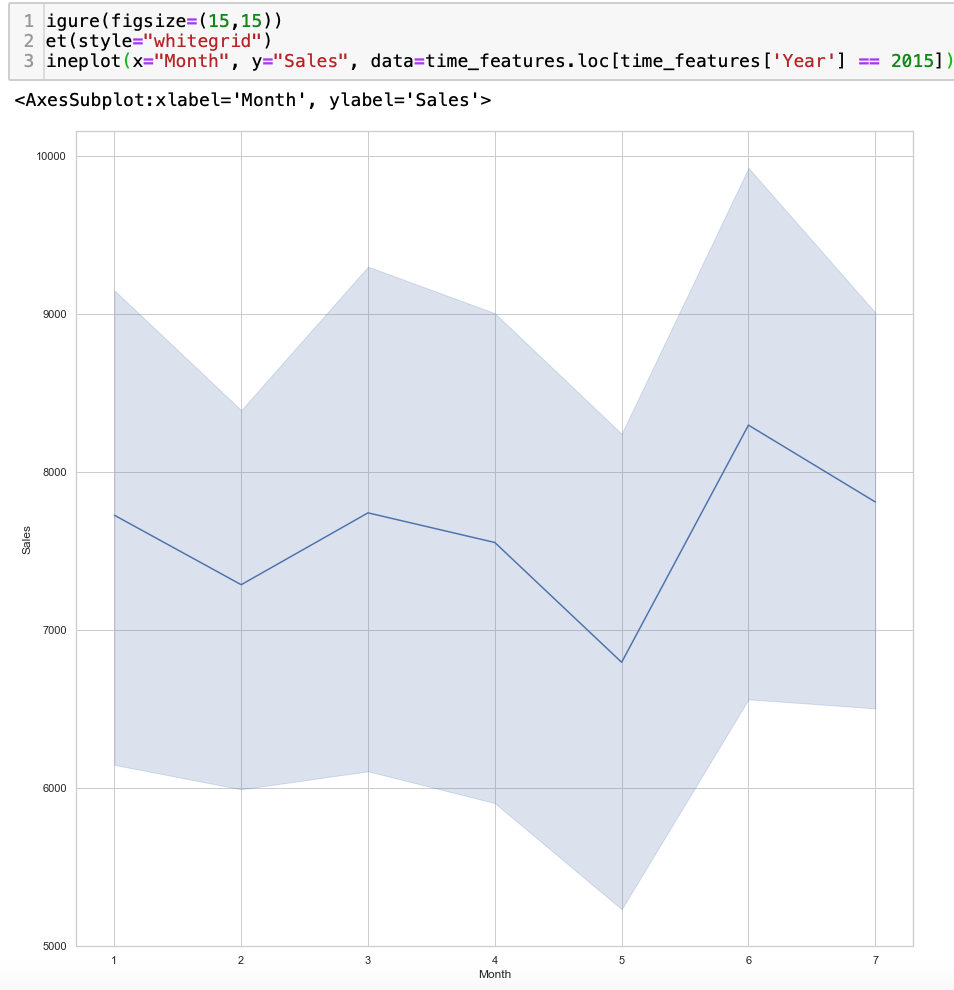 1 igure(figsize=(15,15))
2 et(style="whitegrid")
3 ineplot(x="Month", y="Sales", data=time_features.loc[time_features['Year'] == 2015])
<AxesSubplot:xlabel='Month', ylabel='Sales'>
10000
9000
8000
7000
6000
5000
Sales
1 2 3 4 5 6 7
Month